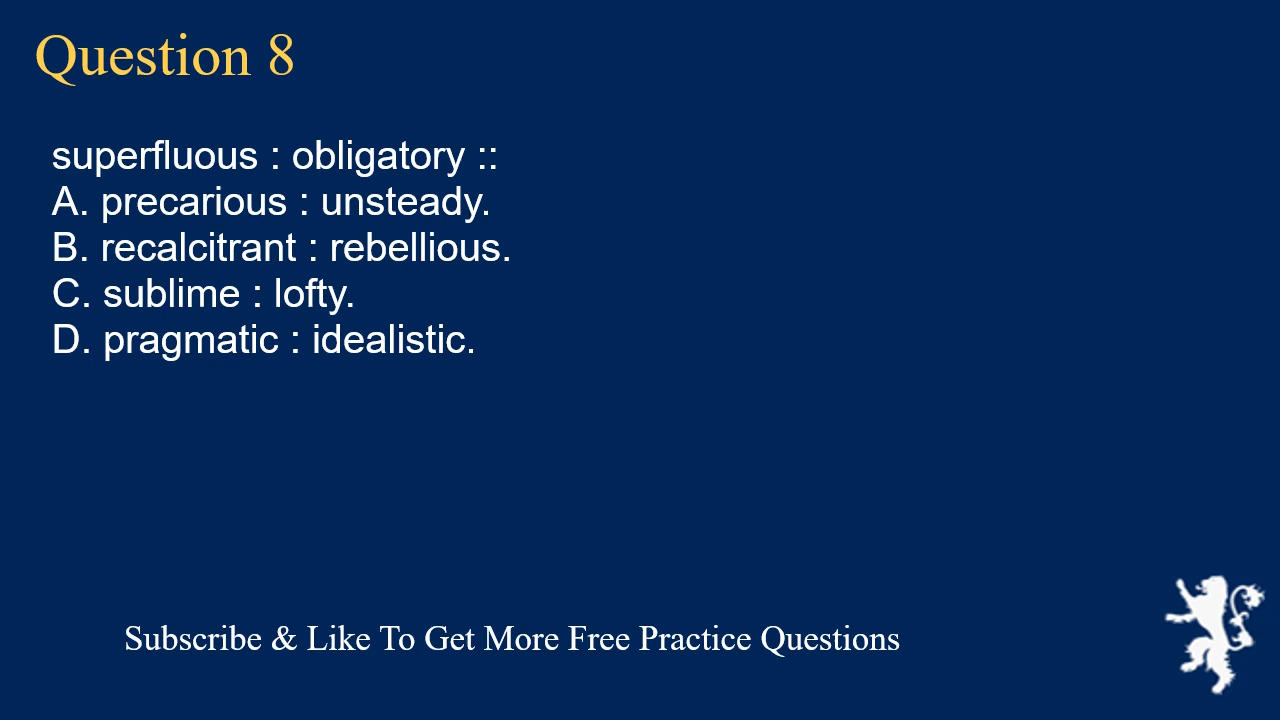 Question 8
superfluous : obligatory ::
A. precarious : unsteady.
B. recalcitrant : rebellious.
C. sublime : lofty.
D. pragmatic : idealistic.
Subscribe & Like To Get More Free Practice Questions